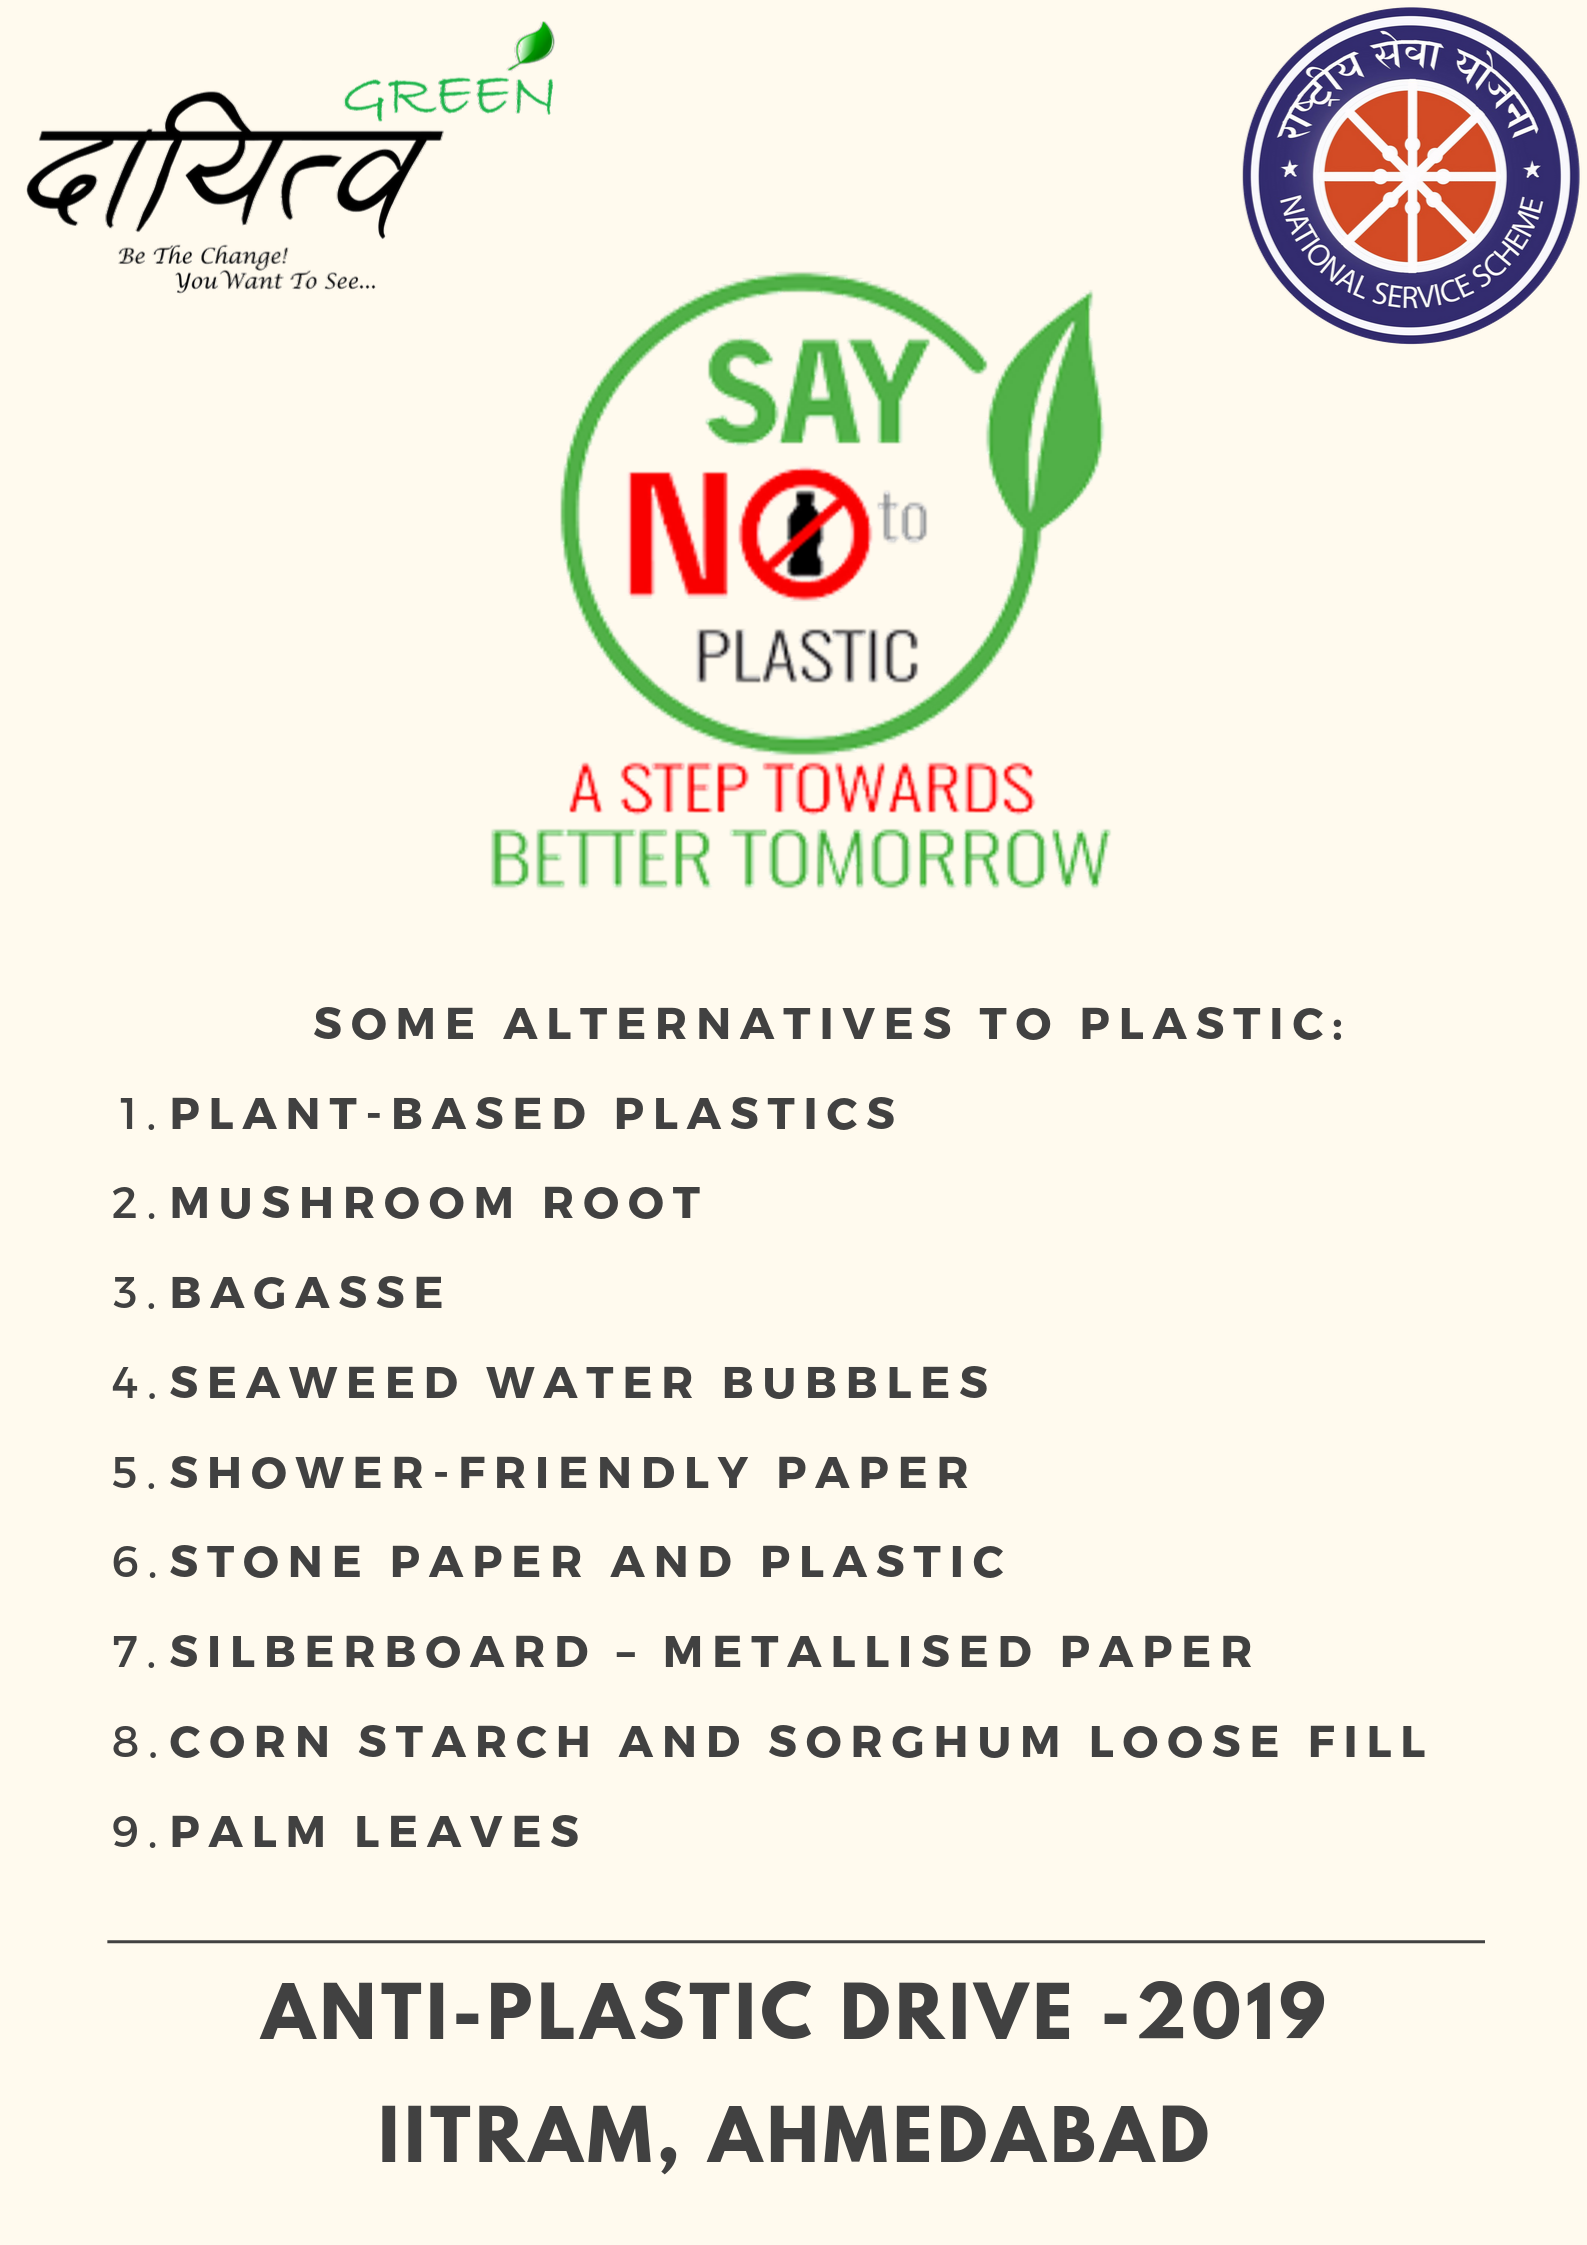 GREEN
दायित्व
Be The Change!
You Want To See...
राष्ट्रीय सेवा योजना
NATIONAL SERVICE SCHEME
SAY
NO to
PLASTIC
A STEP TOWARDS
BETTER TOMORROW
SOME ALTERNATIVES TO PLASTIC:
1. PLANT-BASED PLASTICS
2. MUSHROOM ROOT
3. BAGASSE
4. SEAWEED WATER BUBBLES
5. SHOWER-FRIENDLY PAPER
6. STONE PAPER AND PLASTIC
7. SILBERBOARD – METALLISED PAPER
8. CORN STARCH AND SORGHUM LOOSE FILL
9. PALM LEAVES
ANTI-PLASTIC DRIVE -2019
IITRAM, AHMEDABAD